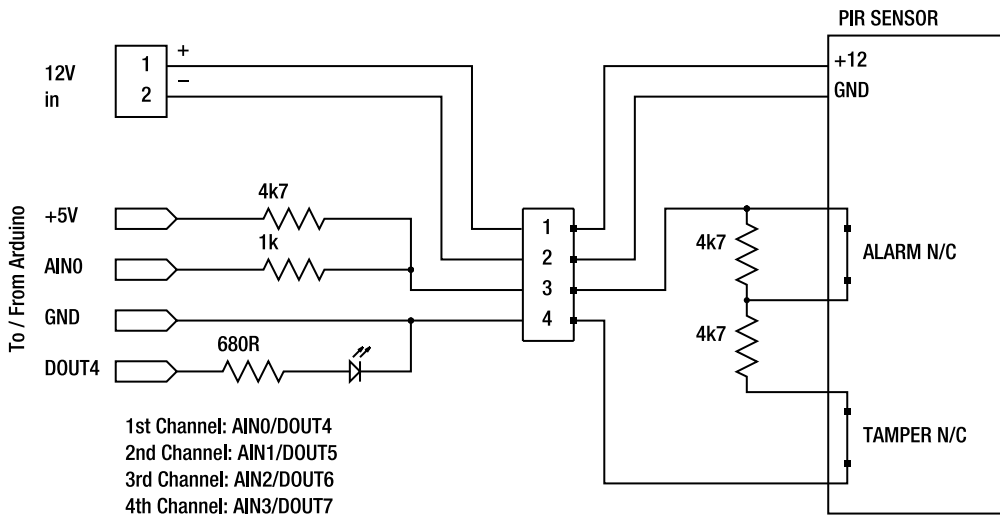 PIR SENSOR
12V
in
1
2
+
−
+12
GND
To / From Arduino
+5V
4k7
AIN0
1k
GND
DOUT4
680R
1
2
3
4
4k7
4k7
ALARM N/C
TAMPER N/C
1st Channel: AIN0/DOUT4
2nd Channel: AIN1/DOUT5
3rd Channel: AIN2/DOUT6
4th Channel: AIN3/DOUT7